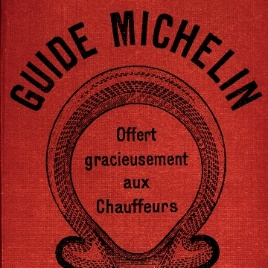 GUIDE MICHELIN
Offert
gracieusement
aux
Chauffeurs